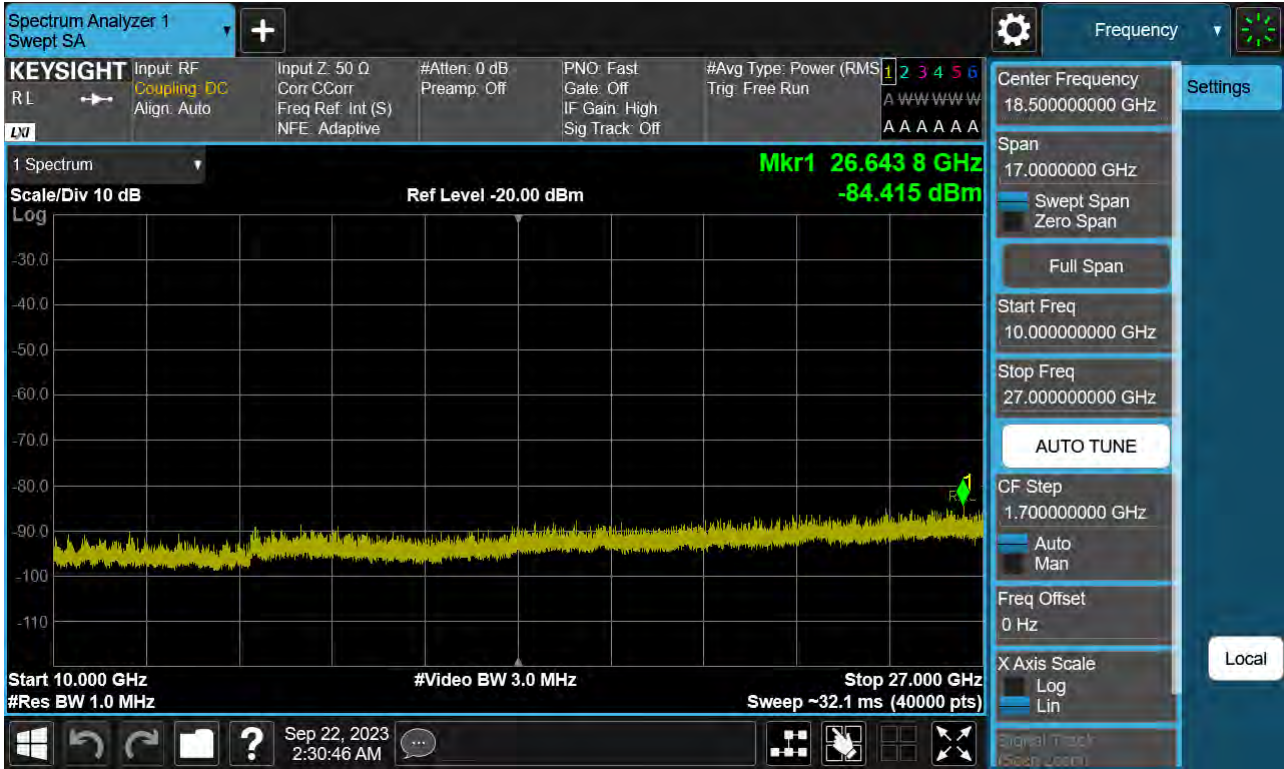 Spectrum Analyzer 1
Swept SA
+
Frequency
KEYSIGHT
RL
LXI
Input: RF
Coupling: DC
Align: Auto
Input Z: 50 Ω
Corr CCorr
Freq Ref: Int (S)
NFE: Adaptive
#Atten: 0 dB
Preamp: Off
PNO: Fast
Gate: Off
IF Gain: High
Sig Track: Off
#Avg Type: Power (RMS
Trig: Free Run
1 2 3 4 5 6
A W W W W W
A A A A A A
1 Spectrum
Scale/Div 10 dB
Log
Ref Level -20.00 dBm
Mkr1 26.643 8 GHz
-84.415 dBm
-30.0
-40.0
-50.0
-60.0
-70.0
-80.0
-90.0
-100
-110
1
Start 10.000 GHz
#Res BW 1.0 MHz
#Video BW 3.0 MHz
Stop 27.000 GHz
Sweep ~32.1 ms (40000 pts)
Center Frequency
18.500000000 GHz
Span
17.0000000 GHz
Swept Span
Zero Span
Full Span
Start Freq
10.000000000 GHz
Stop Freq
27.000000000 GHz
AUTO TUNE
CF Step
1.700000000 GHz
Auto
Man
Freq Offset
0 Hz
X Axis Scale
Log
Lin
Signal Track
(Span Zoom)
Settings
Local
?
Sep 22, 2023
2:30:46 AM